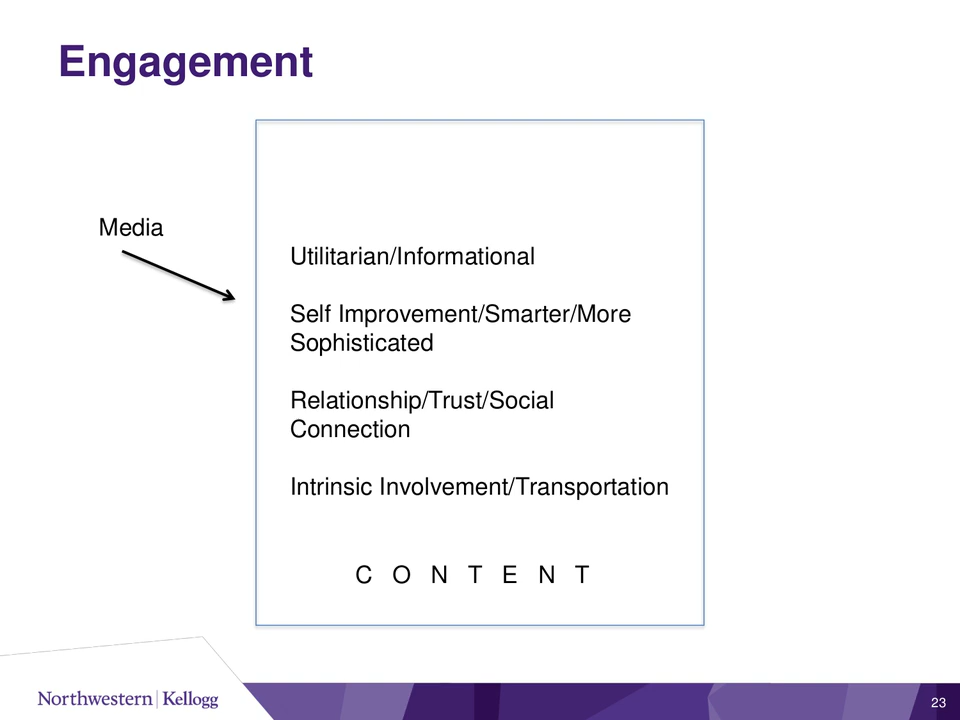 Engagement
Media
Utilitarian/Informational
Self Improvement/Smarter/More
Sophisticated
Relationship/Trust/Social
Connection
Intrinsic Involvement/Transportation
C O N T E N T
Northwestern | Kellogg
23